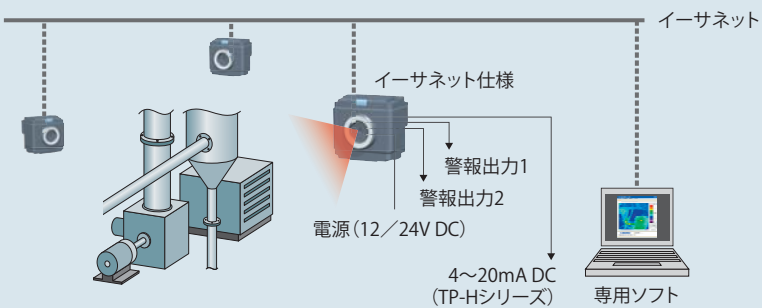 イーサネット
イーサネット仕様
警報出力1
警報出力2
電源（12／24V DC）
4～20mA DC
（TP-Hシリーズ）
専用ソフト